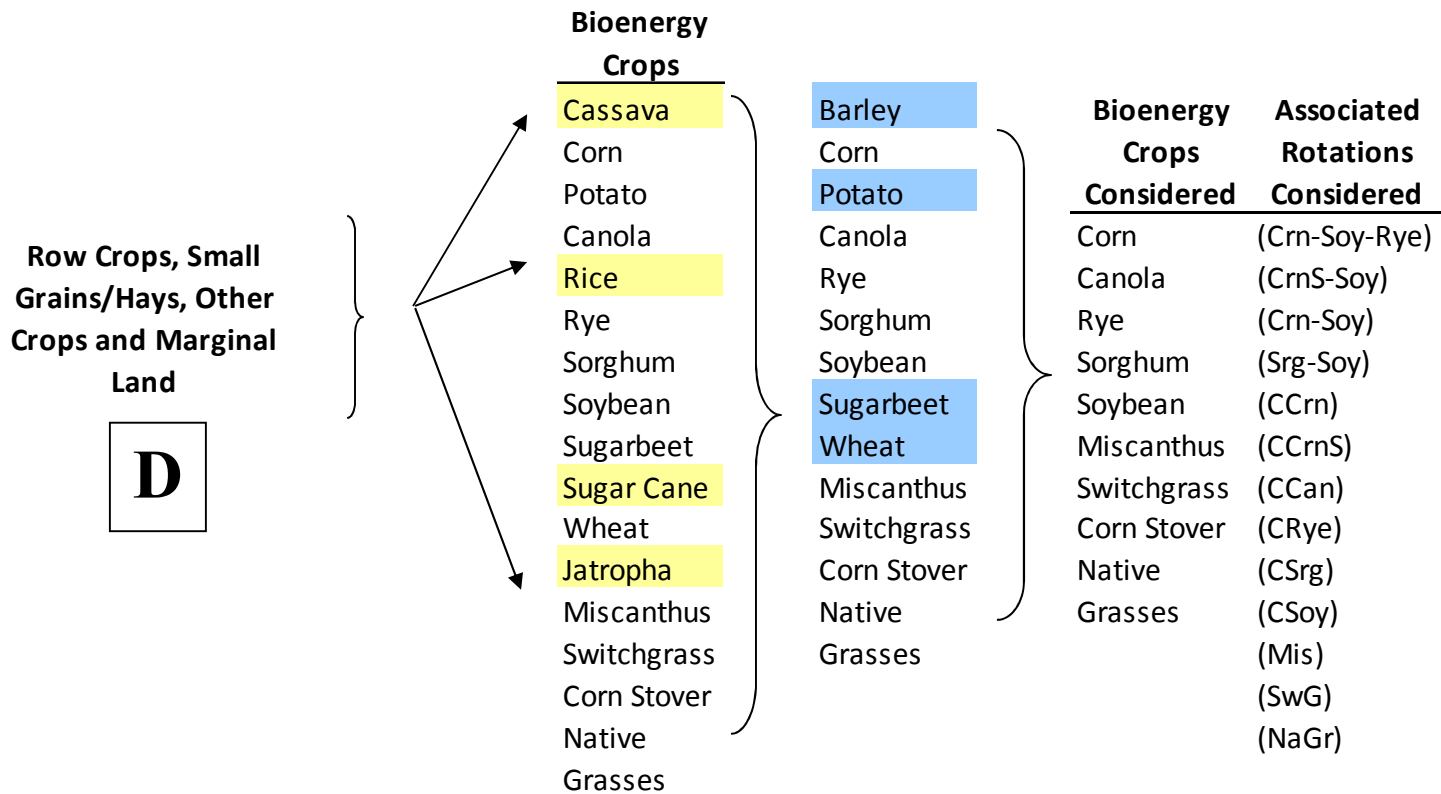 Row Crops, Small
Grains/Hays, Other
Crops and Marginal
Land
D
Bioenergy
Crops
Cassava
Corn
Potato
Canola
Rice
Rye
Sorghum
Soybean
Sugarbeet
Sugar Cane
Wheat
Jatropha
Miscanthus
Switchgrass
Corn Stover
Native
Grasses
Barley
Corn
Potato
Canola
Rye
Sorghum
Soybean
Sugarbeet
Wheat
Miscanthus
Switchgrass
Corn Stover
Native
Grasses
Bioenergy
Crops
Considered
Corn
Canola
Rye
Sorghum
Soybean
Miscanthus
Switchgrass
Corn Stover
Native
Grasses
Associated
Rotations
Considered
(Crn-Soy-Rye)
(CrnS-Soy)
(Crn-Soy)
(Srg-Soy)
(CCrn)
(CCrnS)
(CCan)
(CRye)
(CSrg)
(CSoy)
(Mis)
(SwG)
(NaGr)